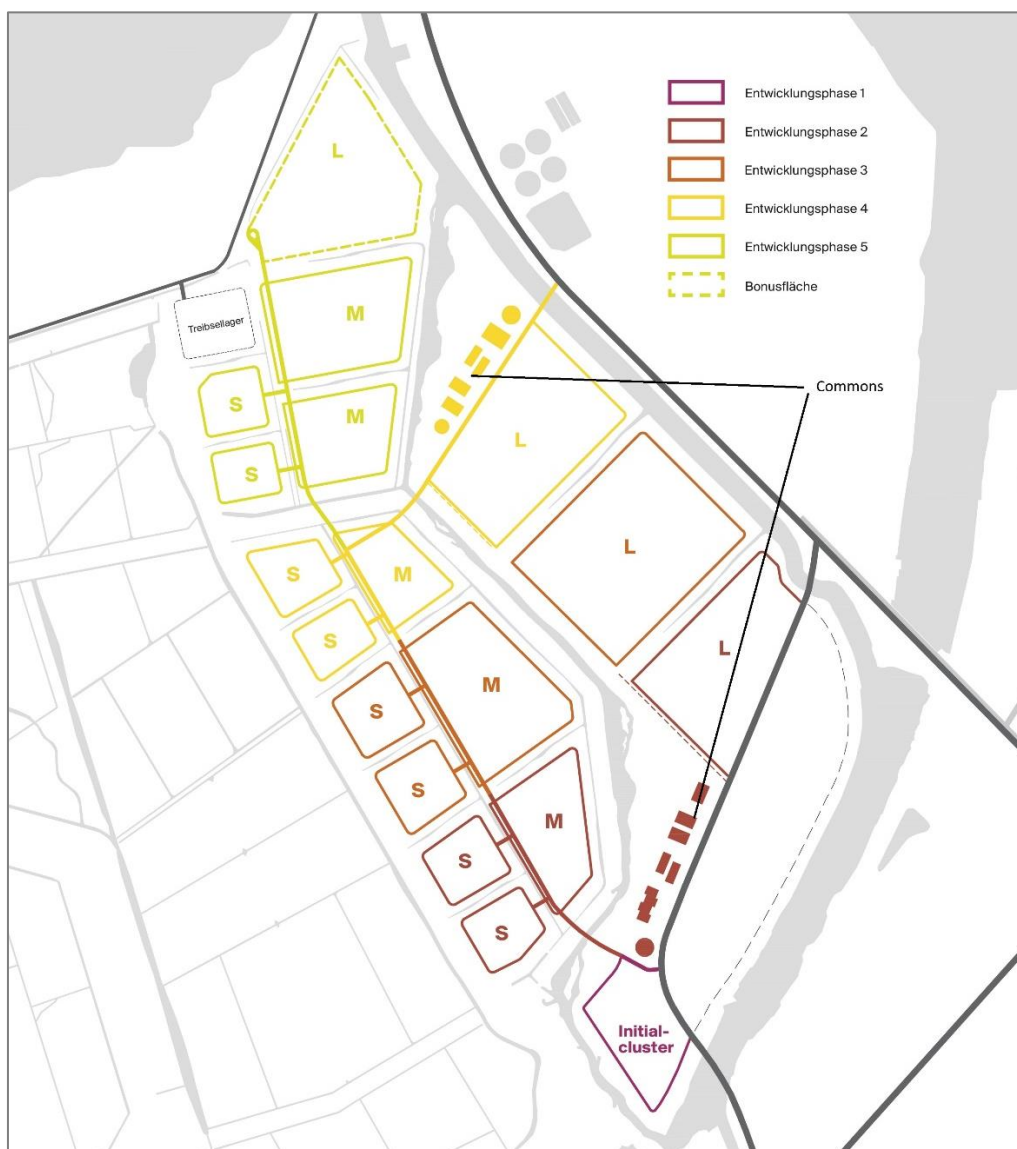 Entwicklungsphase 1
Entwicklungsphase 2
Entwicklungsphase 3
Entwicklungsphase 4
Entwicklungsphase 5
Bonusfläche
L
M
Treibsellager
Commons
S
M
L
S
S
M
L
S
L
S
M
S
M
S
S
Initial-
cluster